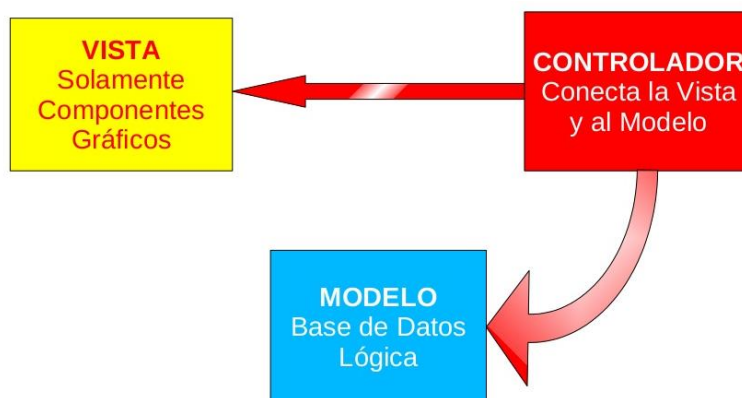 VISTA
Solamente
Componentes
Gráficos
CONTROLADOR
Conecta la Vista
y al Modelo
MODELO
Base de Datos
Lógica